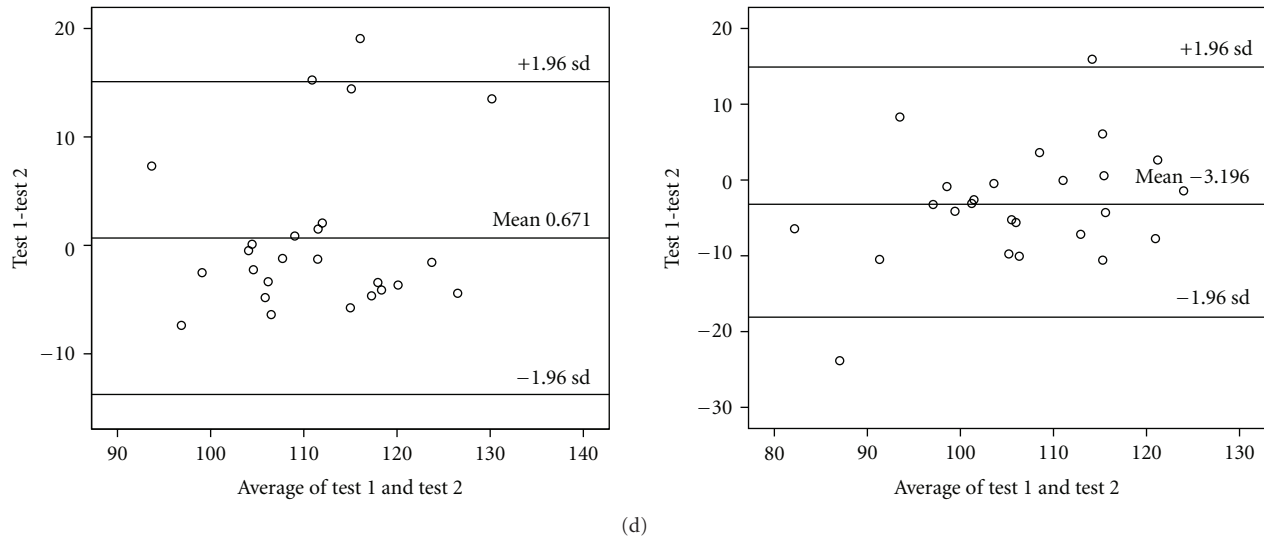 20
10
0
−10
Test 1-test 2
+1.96 sd
Mean 0.671
−1.96 sd
90 100 110 120 130 140
Average of test 1 and test 2
20
10
0
−10
−20
−30
Test 1-test 2
+1.96 sd
Mean −3.196
−1.96 sd
80 90 100 110 120 130
Average of test 1 and test 2
(d)